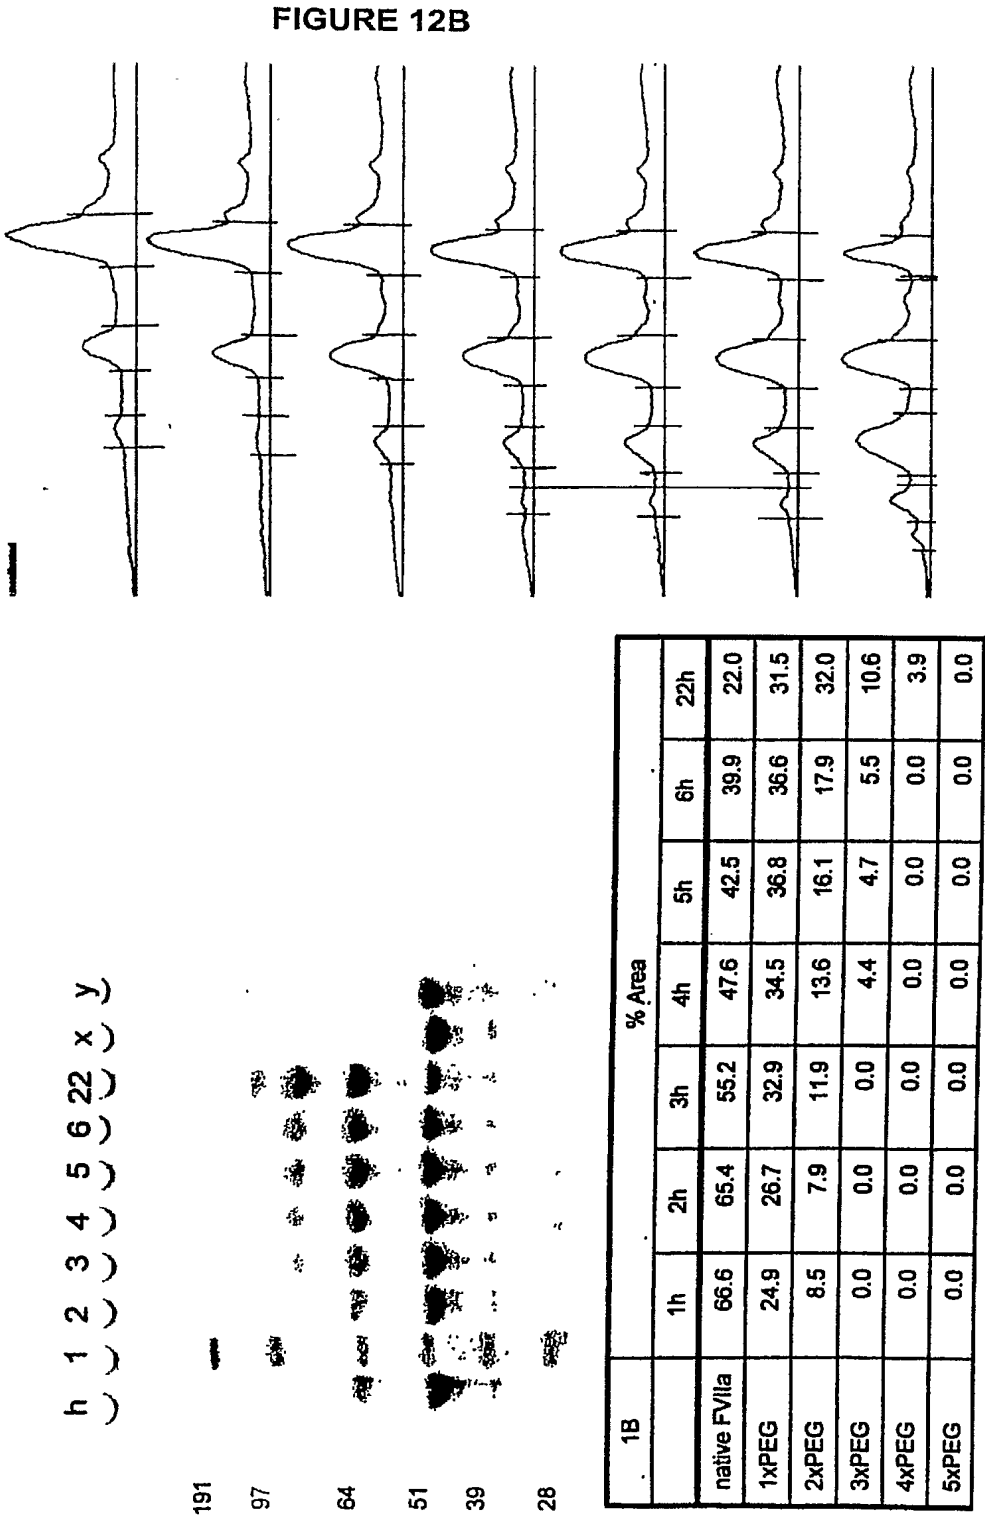 FIGURE 12B
h 1 2 3 4 5 6 22 x y
) ) ) ) ) ) ) ) ) )
191
97
64
51
39
28
1B % Area
1h 2h 3h 4h 5h 6h 22h
native FVIIa 66.6 65.4 55.2 47.6 42.5 39.9 22.0
1xPEG 24.9 26.7 32.9 34.5 36.8 36.6 31.5
2xPEG 8.5 7.9 11.9 13.6 16.1 17.9 32.0
3xPEG 0.0 0.0 0.0 4.4 4.7 5.5 10.6
4xPEG 0.0 0.0 0.0 0.0 0.0 0.0 3.9
5xPEG 0.0 0.0 0.0 0.0 0.0 0.0 0.0